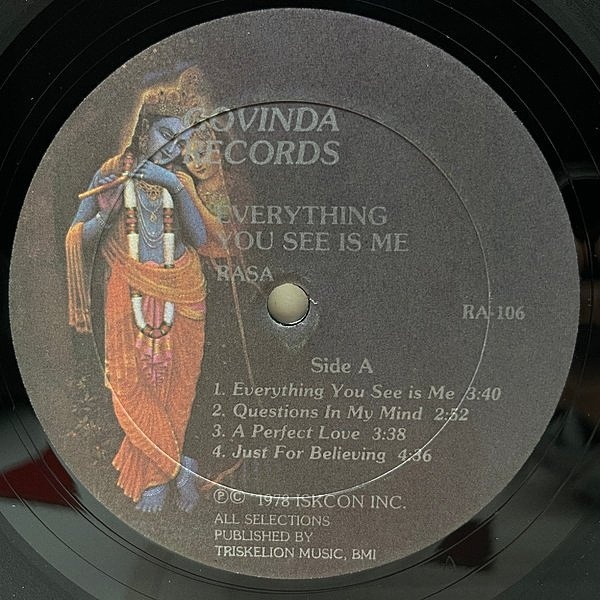 GOVINDA
RECORDS
EVERYTHING
YOU SEE IS ME
RASA
RA-106
Side A
1. Everything You See is Me 3:40
2. Questions In My Mind 2:52
3. A Perfect Love 3:38
4. Just For Believing 4:36
℗© 1978 ISKCON INC.
ALL SELECTIONS
PUBLISHED BY
TRISKELION MUSIC, BMI